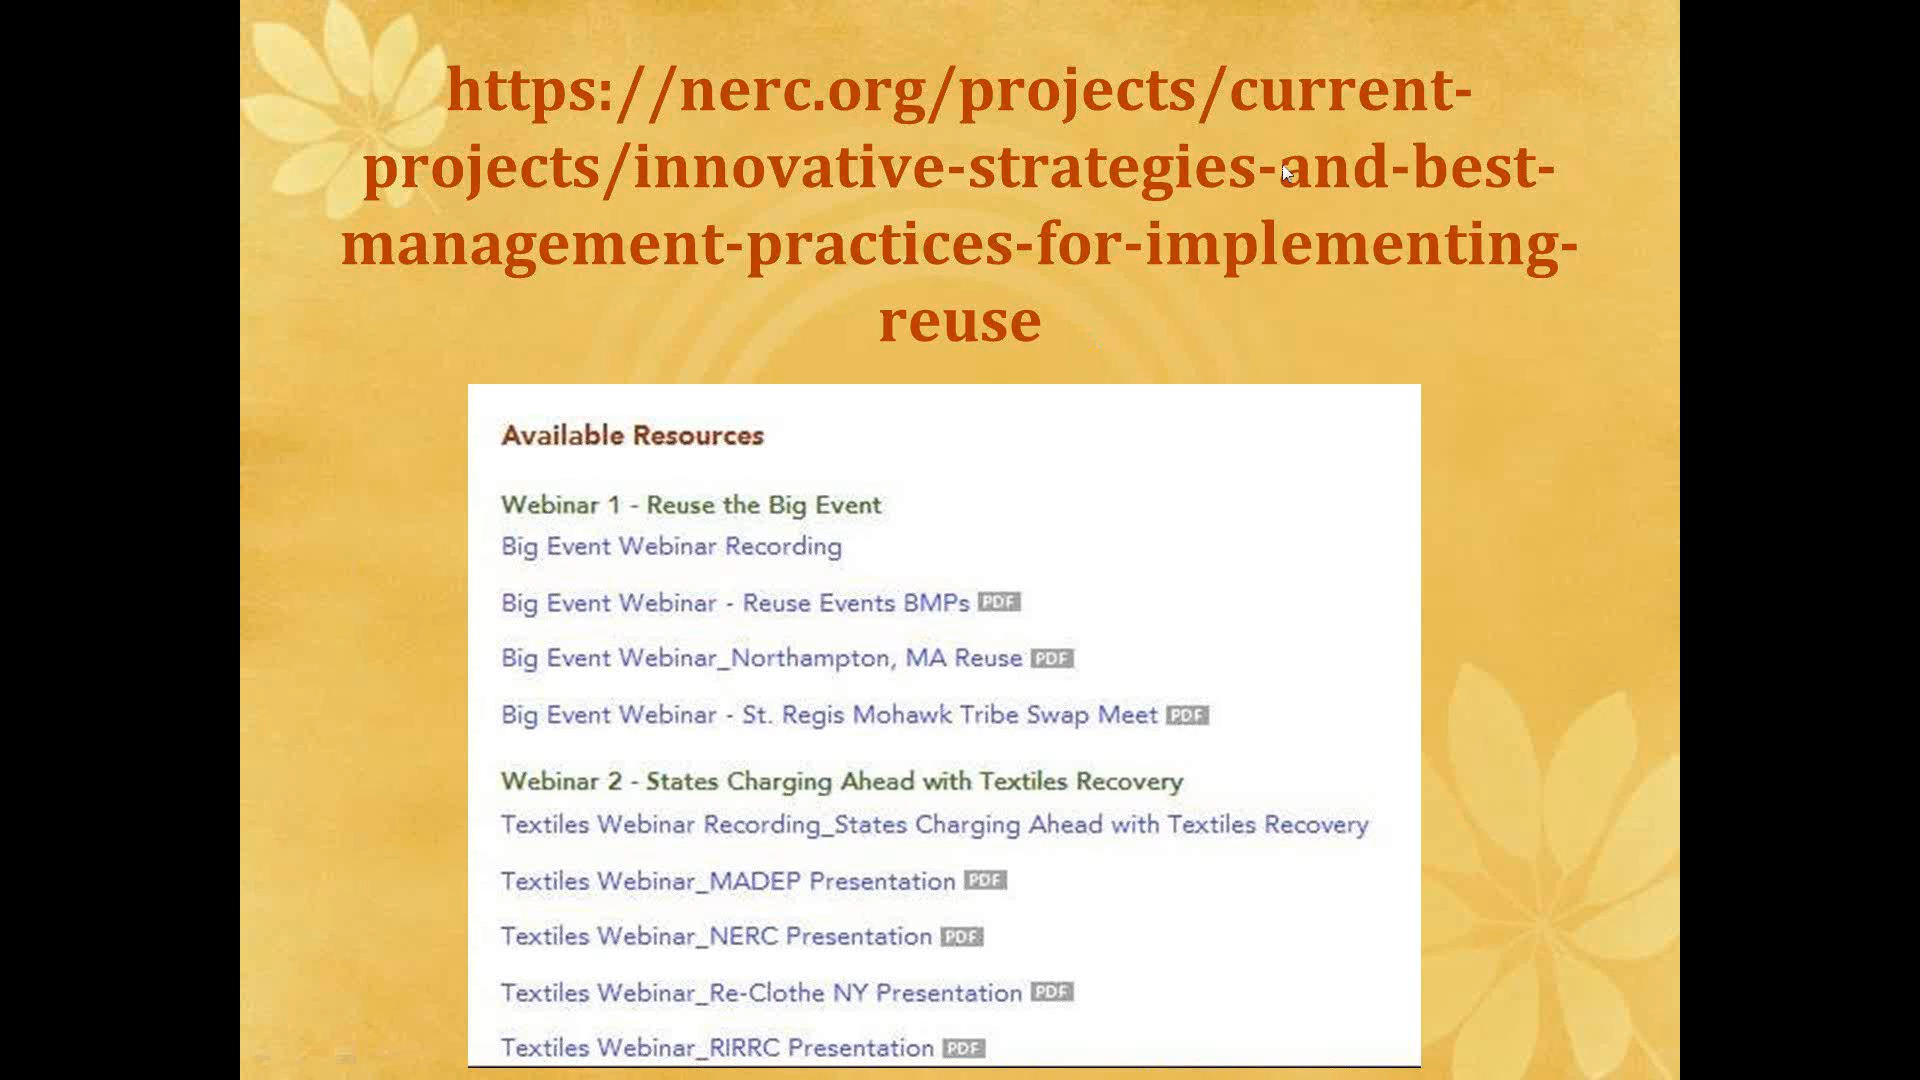 https://nerc.org/projects/current-
projects/innovative-strategies-and-best-
management-practices-for-implementing-
reuse
Available Resources
Webinar 1 - Reuse the Big Event
Big Event Webinar Recording
Big Event Webinar - Reuse Events BMPs PDF
Big Event Webinar_Northampton, MA Reuse PDF
Big Event Webinar - St. Regis Mohawk Tribe Swap Meet PDF
Webinar 2 - States Charging Ahead with Textiles Recovery
Textiles Webinar Recording_States Charging Ahead with Textiles Recovery
Textiles Webinar_MADEP Presentation PDF
Textiles Webinar_NERC Presentation PDF
Textiles Webinar_Re-Clothe NY Presentation PDF
Textiles Webinar_RIRRC Presentation PDF